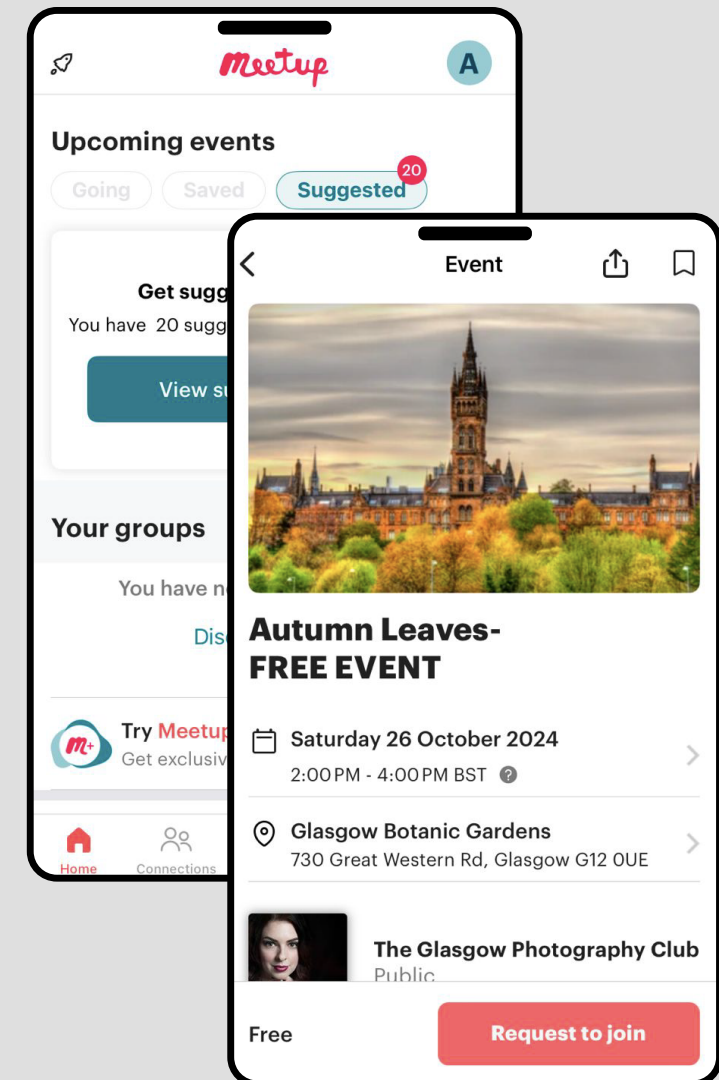 meetup
A
Upcoming events
20
Going Saved Suggested
Get sugg
You have 20 sugg
View su
Your groups
You have n
Dis
m+
Try Meetup
Get exclusiv
Home Connections
Event
Autumn Leaves-
FREE EVENT
Saturday 26 October 2024
2:00 PM - 4:00 PM BST ?
Glasgow Botanic Gardens
730 Great Western Rd, Glasgow G12 0UE
The Glasgow Photography Club
Public
Free Request to join